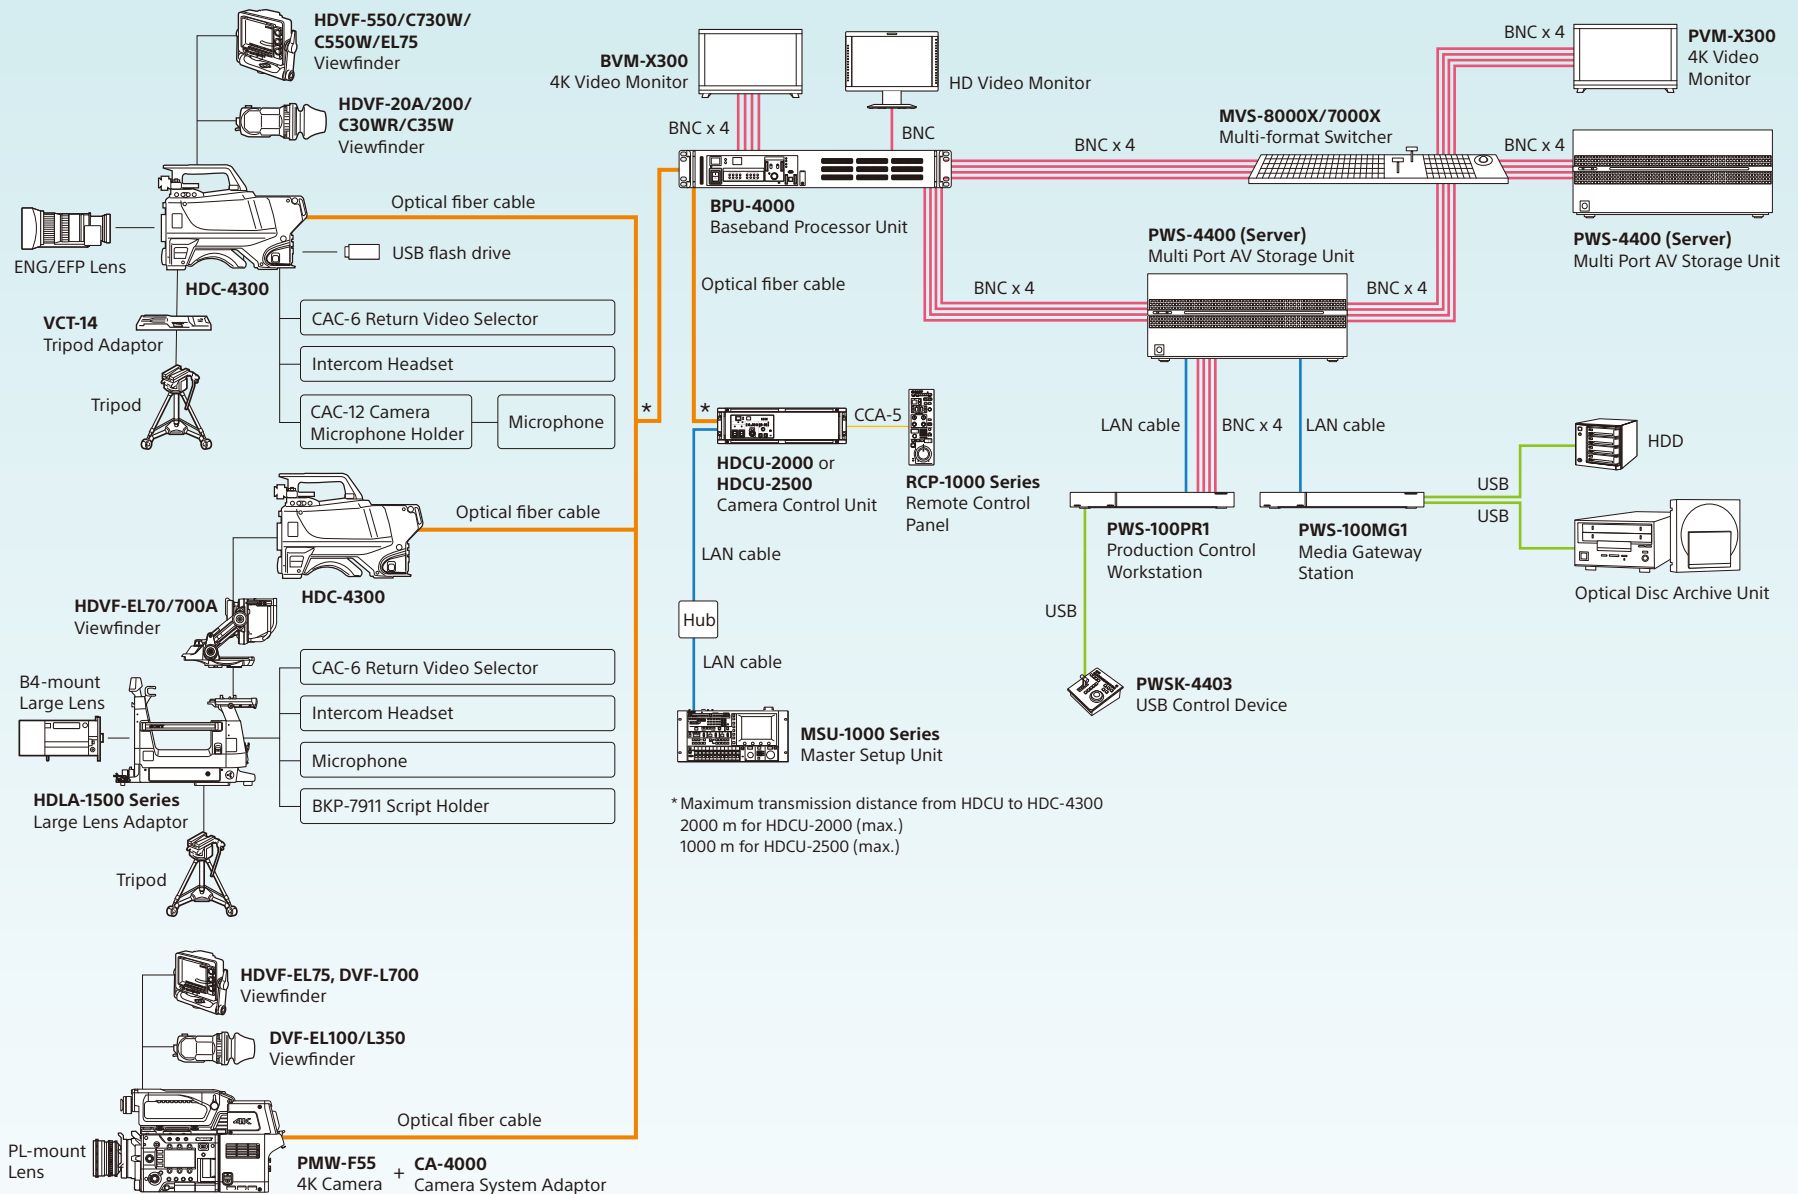 HDVF-550/C730W/
C550W/EL75
Viewfinder
HDVF-20A/200/
C30WR/C35W
Viewfinder
Optical fiber cable
USB flash drive
ENG/EFP Lens
HDC-4300
VCT-14
Tripod Adaptor
Tripod
CAC-6 Return Video Selector
Intercom Headset
CAC-12 Camera
Microphone Holder
Microphone
*
Optical fiber cable
HDC-4300
HDVF-EL70/700A
Viewfinder
B4-mount
Large Lens
HDLA-1500 Series
Large Lens Adaptor
Tripod
CAC-6 Return Video Selector
Intercom Headset
Microphone
BKP-7911 Script Holder
HDVF-EL75, DVF-L700
Viewfinder
DVF-EL100/L350
Viewfinder
4K
Optical fiber cable
PL-mount
Lens
PMW-F55
4K Camera
+
CA-4000
Camera System Adaptor
BVM-X300
4K Video Monitor
HD Video Monitor
BNC x 4
BNC
BPU-4000
Baseband Processor Unit
Optical fiber cable
*
CCA-5
HDCU-2000 or
HDCU-2500
Camera Control Unit
RCP-1000 Series
Remote Control
Panel
LAN cable
Hub
LAN cable
MSU-1000 Series
Master Setup Unit
* Maximum transmission distance from HDCU to HDC-4300
2000 m for HDCU-2000 (max.)
1000 m for HDCU-2500 (max.)
BNC x 4
MVS-8000X/7000X
Multi-format Switcher
BNC x 4
PVM-X300
4K Video
Monitor
BNC x 4
PWS-4400 (Server)
Multi Port AV Storage Unit
PWS-4400 (Server)
Multi Port AV Storage Unit
BNC x 4
BNC x 4
LAN cable
BNC x 4
LAN cable
PWS-100PR1
Production Control
Workstation
PWS-100MG1
Media Gateway
Station
USB
USB
HDD
Optical Disc Archive Unit
USB
PWSK-4403
USB Control Device